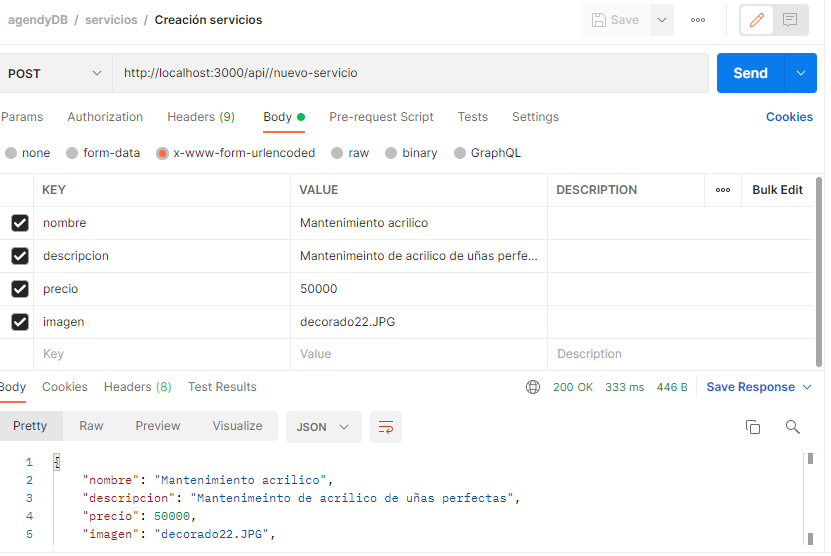 agendyDB / servicios / Creación servicios
Save
POST
http://localhost:3000/api//nuevo-servicio
Send
Params Authorization Headers (9) Body Pre-request Script Tests Settings Cookies
none form-data x-www-form-urlencoded raw binary GraphQL
KEY VALUE DESCRIPTION Bulk Edit
nombre Mantenimiento acrilico
descripcion Mantenimeinto de acrilico de uñas perfe...
precio 50000
imagen decorado22.JPG
Key Value Description
Body Cookies Headers (8) Test Results 200 OK 333 ms 446 B Save Response
Pretty Raw Preview Visualize JSON
1 {
2 "nombre": "Mantenimiento acrilico",
3 "descripcion": "Mantenimeinto de acrilico de uñas perfectas",
4 "precio": 50000,
5 "imagen": "decorado22.JPG",